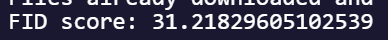 Files already downloaded and
FID score: 31.21829605102539